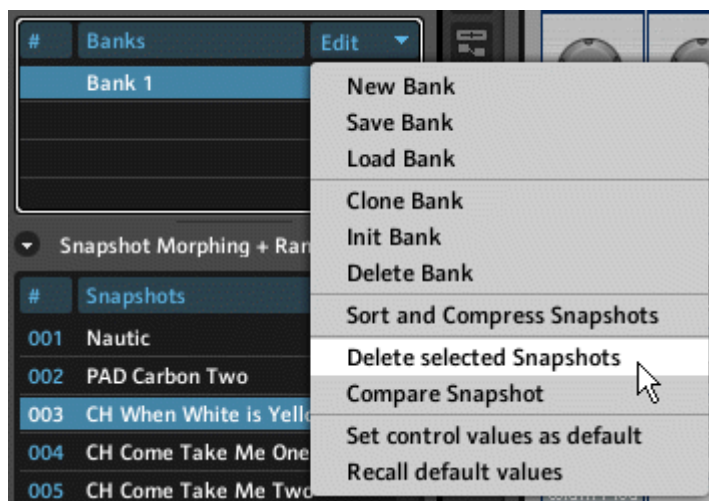 # Banks Edit
Bank 1
New Bank
Save Bank
Load Bank
Clone Bank
Init Bank
Delete Bank
Sort and Compress Snapshots
Delete selected Snapshots
Compare Snapshot
Set control values as default
Recall default values
Snapshot Morphing + Ran
# Snapshots
001 Nautic
002 PAD Carbon Two
003 CH When White is Yello
004 CH Come Take Me One
005 CH Come Take Me Two